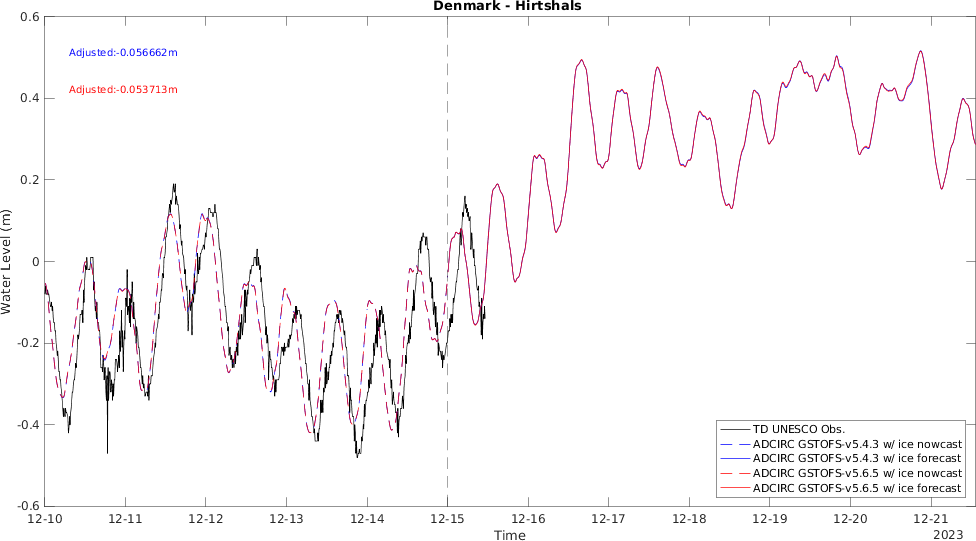 Denmark - Hirtshals
Adjusted:-0.056662m
Adjusted:-0.053713m
Water Level (m)
0.6
0.4
0.2
0
-0.2
-0.4
-0.6
TD UNESCO Obs.
ADCIRC GSTOFS-v5.4.3 w/ ice nowcast
ADCIRC GSTOFS-v5.4.3 w/ ice forecast
ADCIRC GSTOFS-v5.6.5 w/ ice nowcast
ADCIRC GSTOFS-v5.6.5 w/ ice forecast
12-10 12-11 12-12 12-13 12-14 12-15 12-16 12-17 12-18 12-19 12-20 12-21
Time
2023